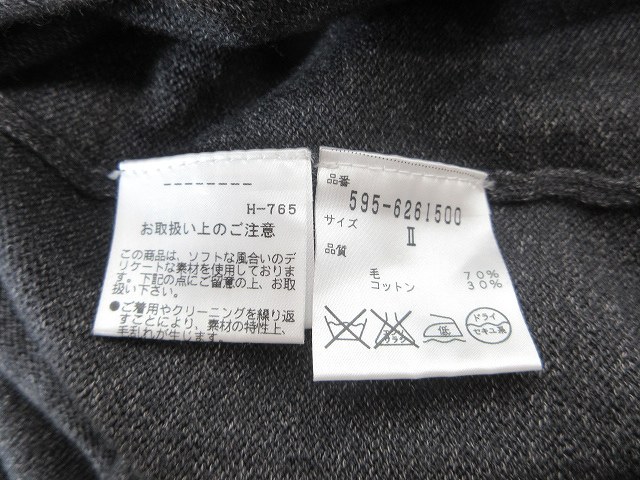 --------
H-765
お取扱い上のご注意
この商品は、ソフトな風合いのデ
リケートな素材を使用しておりま
す。下記の点にご留意の上、お取
扱い下さい。
●ご着用やクリーニングを繰り返
すことにより、素材の特性上、
毛玉れが生じます。
品番
595-6261500
サイズ
Ⅱ
品質
毛 70%
コットン 30%
低
ドライ
セキユ系